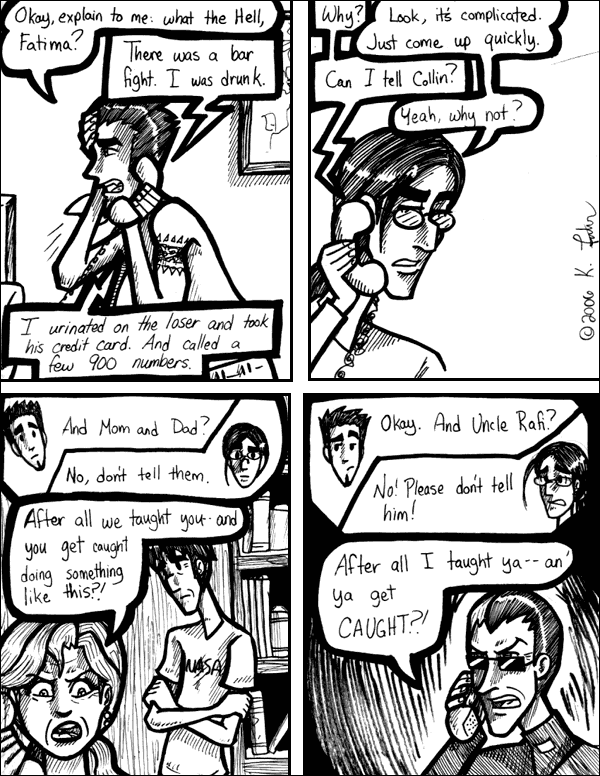 Okay, explain to me: what the Hell,
Fatima?
There was a bar
fight. I was drunk.
I urinated on the loser and took
his credit card. And called a
few 900 numbers.
Why?
Look, it's complicated.
Just come up quickly.
Can I tell Collin?
Yeah, why not?
©2006 K.
And Mom and Dad?
No, don't tell them.
After all we taught you--and
you get caught
doing something
like this?!
NASA
Okay. And Uncle Rafi?
No! Please don't tell
him!
After all I taught ya-- an'
ya get
CAUGHT?!